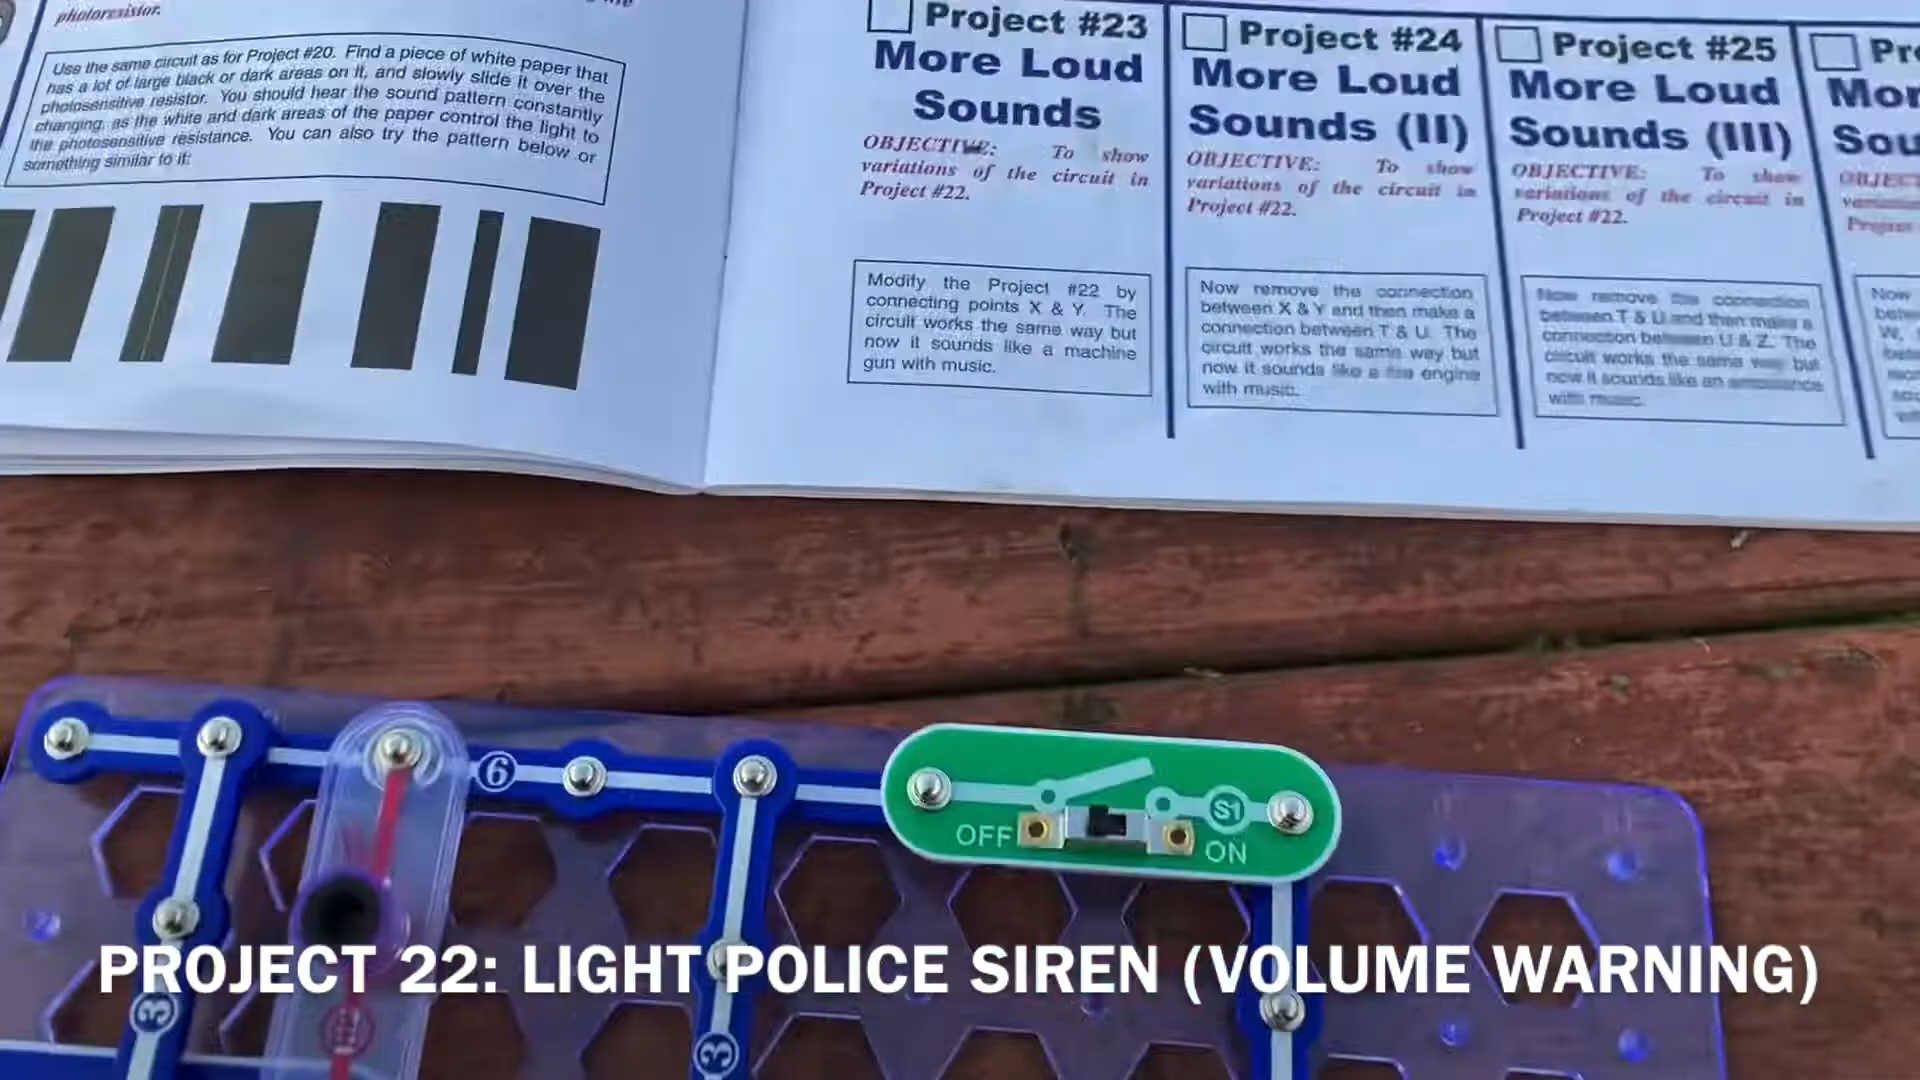 photoresistor.
Use the same circuit as for Project #20. Find a piece of white paper that
has a lot of large black or dark areas on it, and slowly slide it over the
photosensitive resistor. You should hear the sound pattern constantly
changing, as the white and dark areas of the paper control the light to
the photosensitive resistance. You can also try the pattern below or
something similar to it:
Project #23
More Loud
Sounds
OBJECTIVE: To show
variations of the circuit in
Project #22.
Modify the Project #22 by
connecting points X & Y. The
circuit works the same way but
now it sounds like a machine
gun with music.
Project #24
More Loud
Sounds (II)
OBJECTIVE: To show
variations of the circuit in
Project #22.
Now remove the connection
between X & Y and then make a
connection between T & U. The
circuit works the same way but
now it sounds like a fire engine
with music.
Project #25
More Loud
Sounds (III)
OBJECTIVE: To show
variations of the circuit in
Project #22.
Now remove the connection
between T & U and then make a
connection between U & Z. The
circuit works the same way but
now it sounds like an ambulance
with music.
Pro
Mor
Sou
OBJECT
Now
6
S1
OFF
ON
PROJECT 22: LIGHT POLICE SIREN (VOLUME WARNING)
3
3